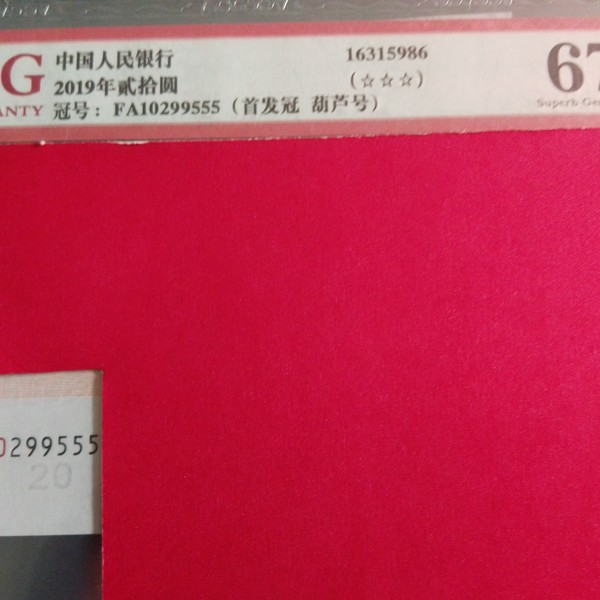 G
ANTY
中国人民银行
2019年贰拾圆
冠号：FA10299555（首发冠 葫芦号）
16315986
(☆☆☆)
67
Superb Ge
0299555
20